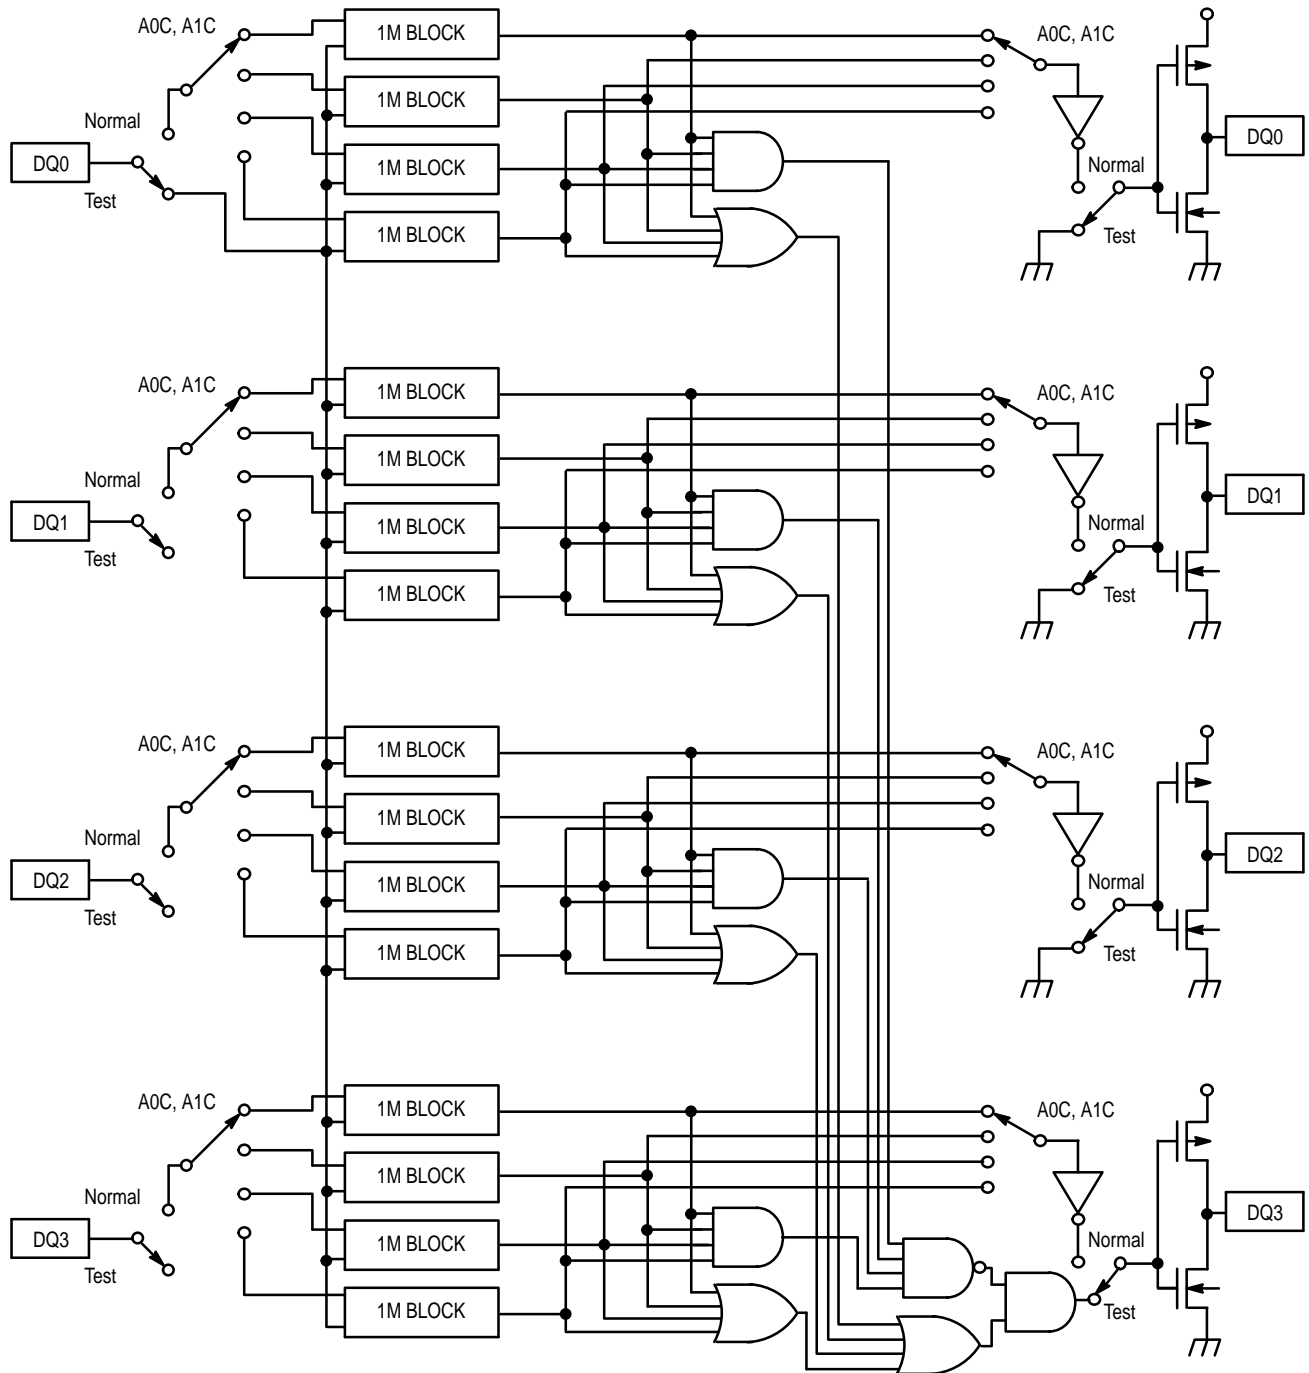 A0C, A1C
1M BLOCK
A0C, A1C
1M BLOCK
Normal
DQ0
DQ0
1M BLOCK
Normal
Test
1M BLOCK
Test
A0C, A1C
1M BLOCK
A0C, A1C
1M BLOCK
Normal
DQ1
DQ1
1M BLOCK
Normal
Test
1M BLOCK
Test
A0C, A1C
1M BLOCK
A0C, A1C
1M BLOCK
Normal
DQ2
DQ2
1M BLOCK
Normal
Test
1M BLOCK
Test
A0C, A1C
1M BLOCK
A0C, A1C
1M BLOCK
Normal
DQ3
DQ3
1M BLOCK
Normal
Test
1M BLOCK
Test